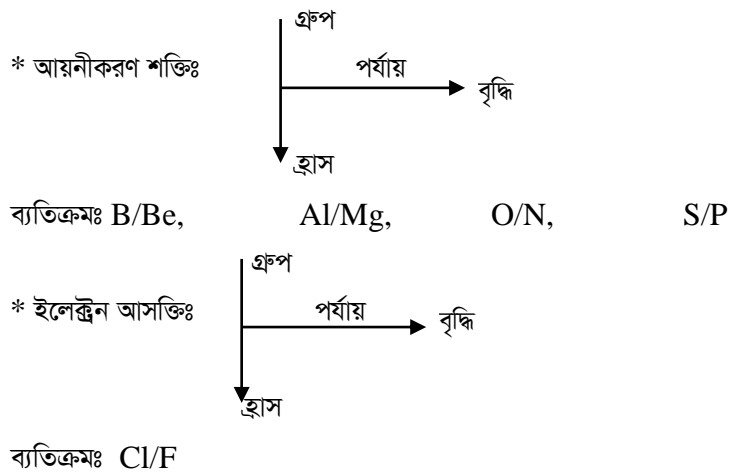 গ্রুপ
* আয়নীকরণ শক্তিঃ পর্যায় বৃদ্ধি
হ্রাস
ব্যতিক্রমঃ B/Be, Al/Mg, O/N, S/P
গ্রুপ
* ইলেক্ট্রন আসক্তিঃ পর্যায় বৃদ্ধি
হ্রাস
ব্যতিক্রমঃ Cl/F